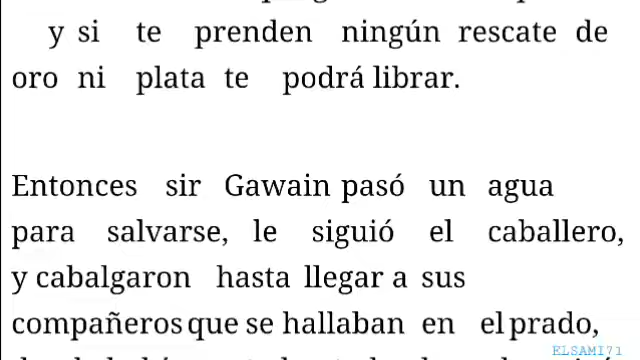 y si te prenden ningún rescate de
oro ni plata te podrá librar.
Entonces sir Gawain pasó un agua
para salvarse, le siguió el caballero,
y cabalgaron hasta llegar a sus
compañeros que se hallaban en el prado,
ELSAMI71